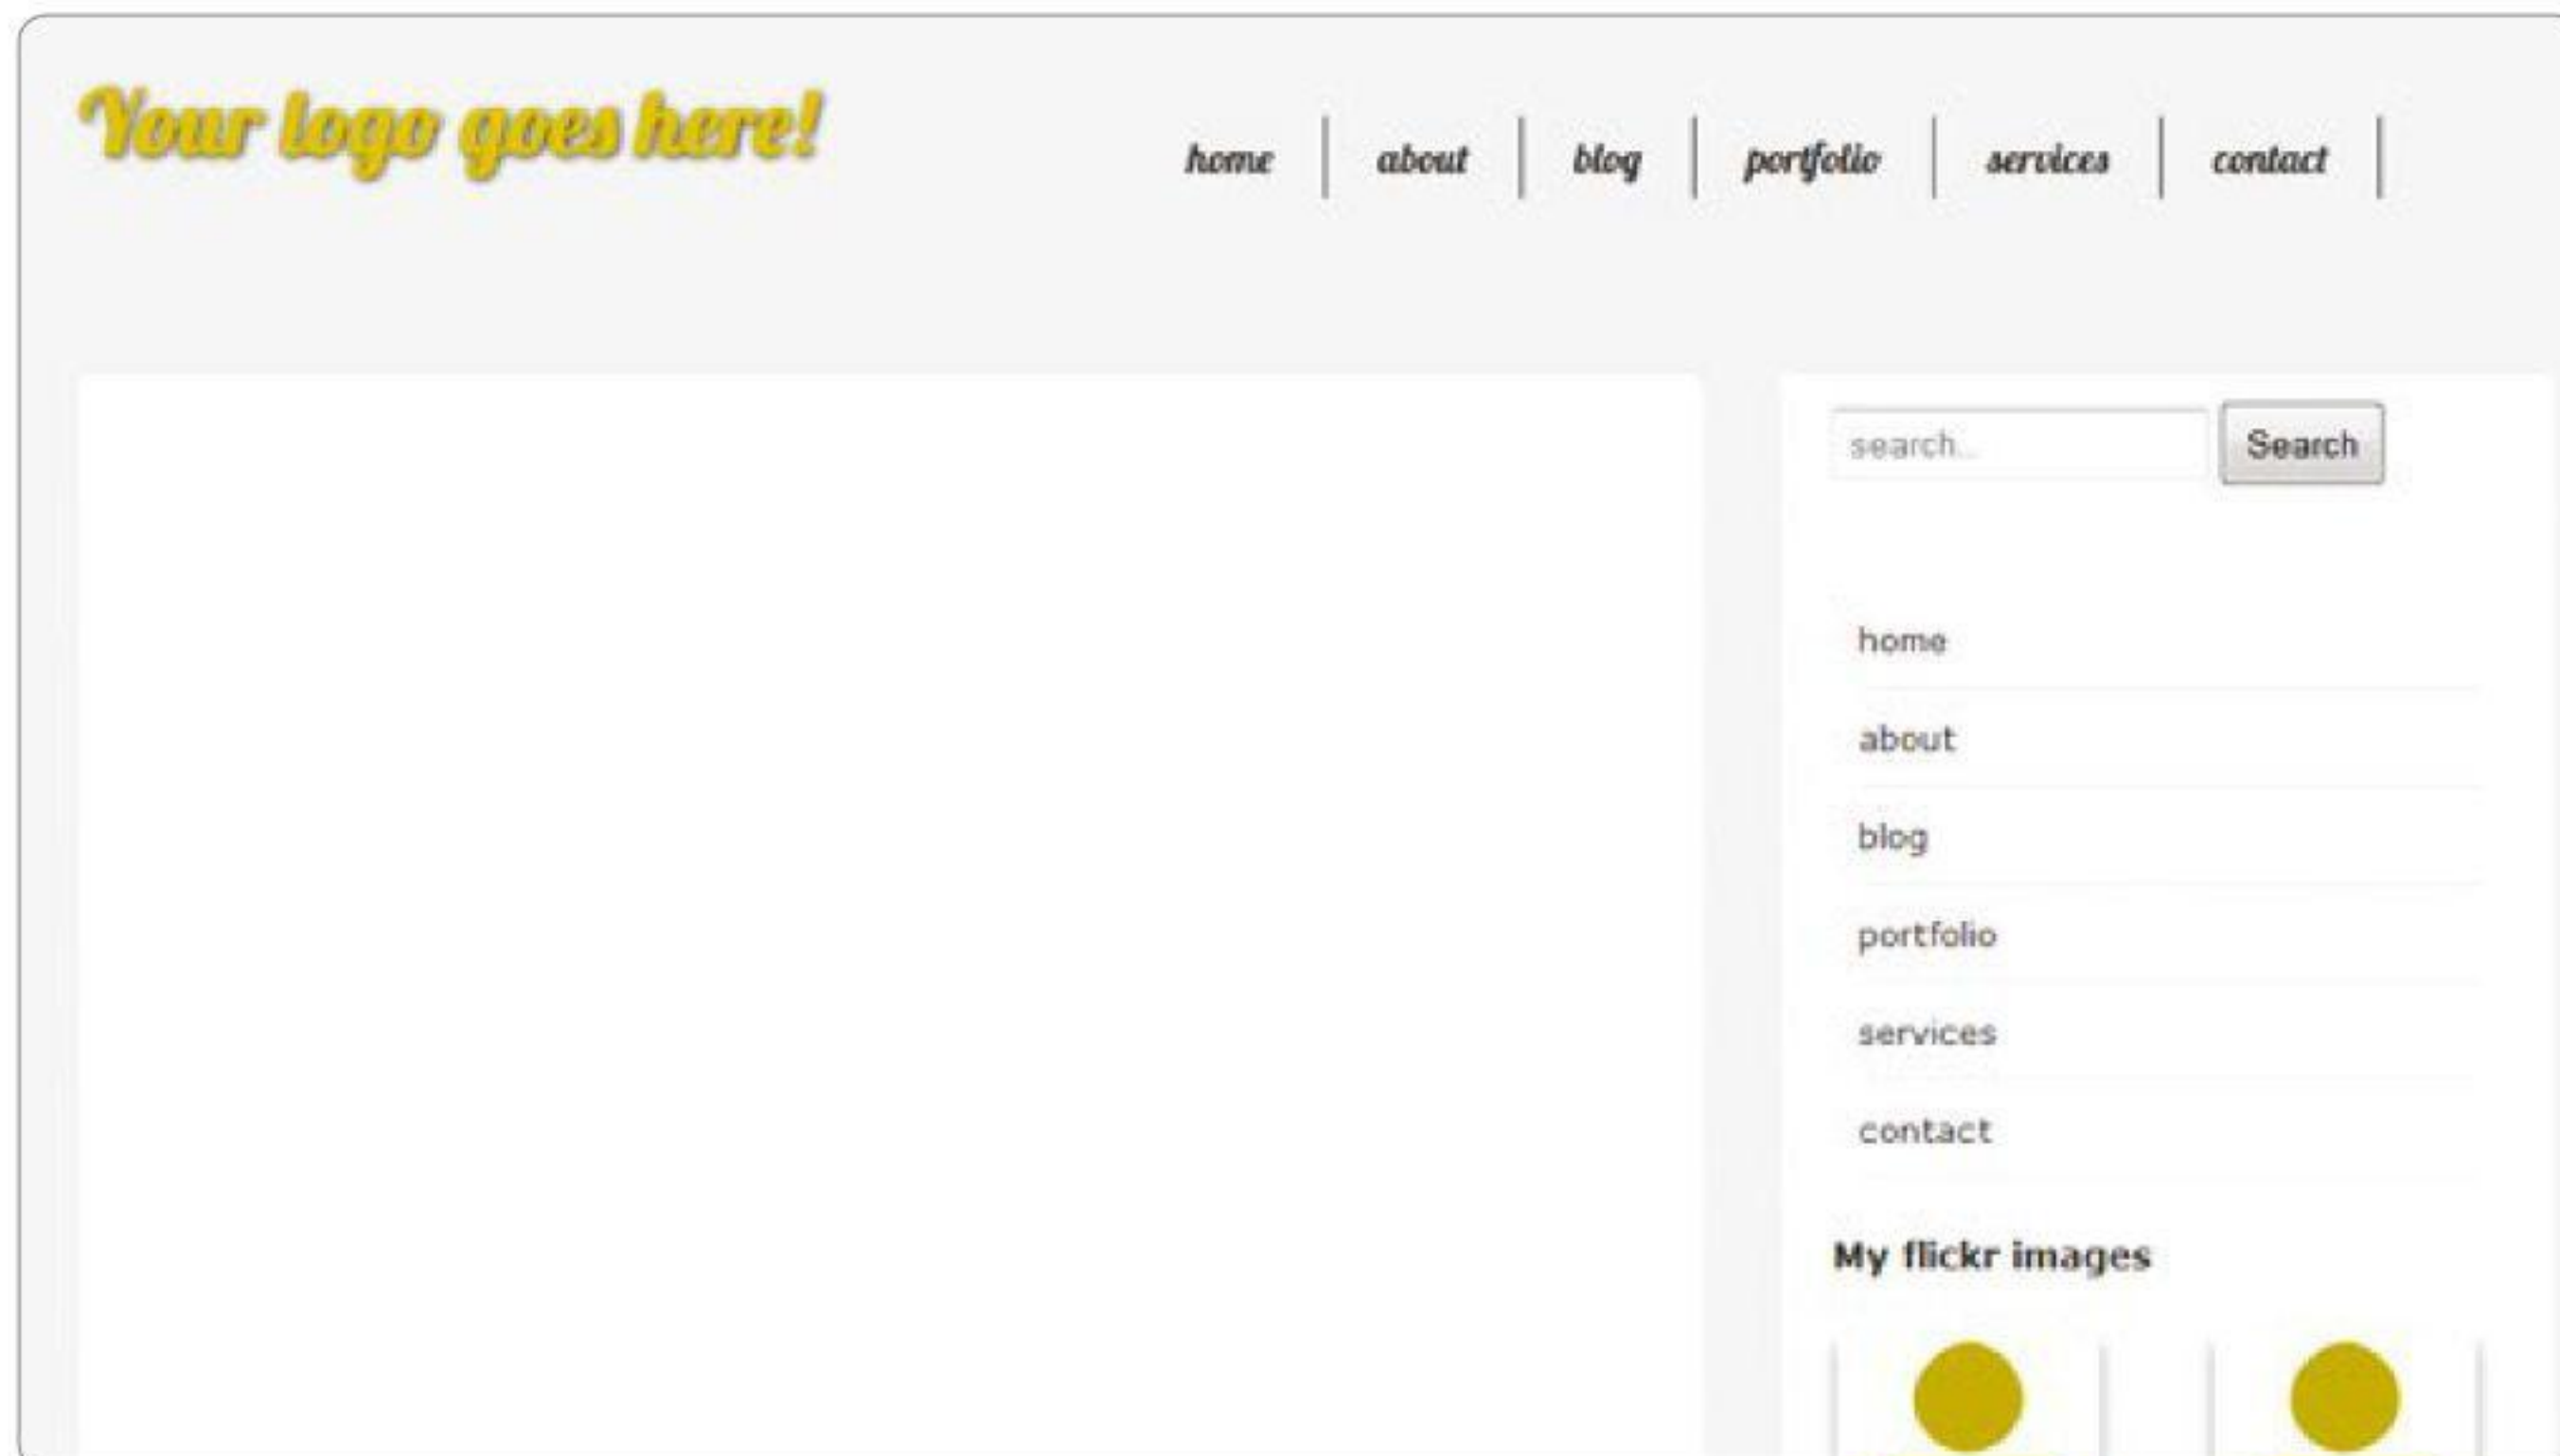 Your logo goes here!
home about blog portfolio services contact
search... Search
home
about
blog
portfolio
services
contact
My flickr images